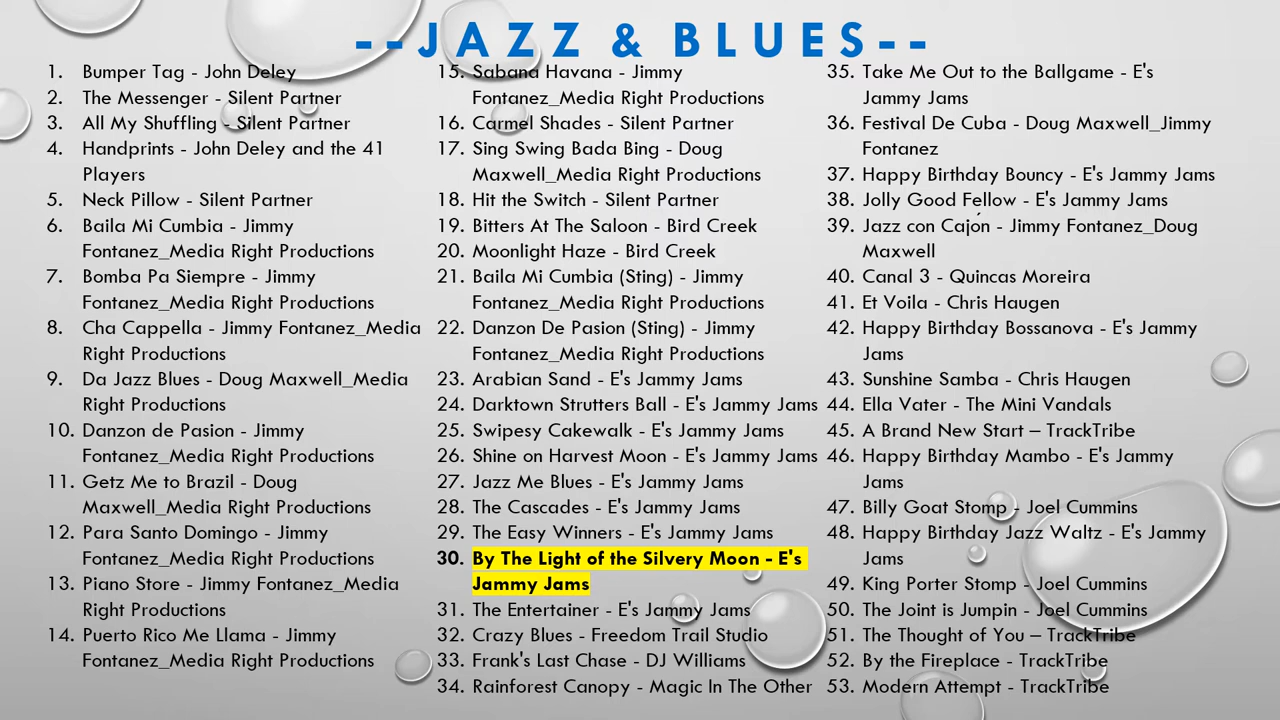 --JAZZ & BLUES--
1. Bumper Tag - John Deley
2. The Messenger - Silent Partner
3. All My Shuffling - Silent Partner
4. Handprints - John Deley and the 41
Players
5. Neck Pillow - Silent Partner
6. Baila Mi Cumbia - Jimmy
Fontanez_Media Right Productions
7. Bomba Pa Siempre - Jimmy
Fontanez_Media Right Productions
8. Cha Cappella - Jimmy Fontanez_Media
Right Productions
9. Da Jazz Blues - Doug Maxwell_Media
Right Productions
10. Danzon de Pasion - Jimmy
Fontanez_Media Right Productions
11. Getz Me to Brazil - Doug
Maxwell_Media Right Productions
12. Para Santo Domingo - Jimmy
Fontanez_Media Right Productions
13. Piano Store - Jimmy Fontanez_Media
Right Productions
14. Puerto Rico Me Llama - Jimmy
Fontanez_Media Right Productions
15. Sabana Havana - Jimmy
Fontanez_Media Right Productions
16. Carmel Shades - Silent Partner
17. Sing Swing Bada Bing - Doug
Maxwell_Media Right Productions
18. Hit the Switch - Silent Partner
19. Bitters At The Saloon - Bird Creek
20. Moonlight Haze - Bird Creek
21. Baila Mi Cumbia (Sting) - Jimmy
Fontanez_Media Right Productions
22. Danzon De Pasion (Sting) - Jimmy
Fontanez_Media Right Productions
23. Arabian Sand - E's Jammy Jams
24. Darktown Strutters Ball - E's Jammy Jams
25. Swipesy Cakewalk - E's Jammy Jams
26. Shine on Harvest Moon - E's Jammy Jams
27. Jazz Me Blues - E's Jammy Jams
28. The Cascades - E's Jammy Jams
29. The Easy Winners - E's Jammy Jams
30. By The Light of the Silvery Moon - E's
Jammy Jams
31. The Entertainer - E's Jammy Jams
32. Crazy Blues - Freedom Trail Studio
33. Frank's Last Chase - DJ Williams
34. Rainforest Canopy - Magic In The Other
35. Take Me Out to the Ballgame - E's
Jammy Jams
36. Festival De Cuba - Doug Maxwell_Jimmy
Fontanez
37. Happy Birthday Bouncy - E's Jammy Jams
38. Jolly Good Fellow - E's Jammy Jams
39. Jazz con Cajón - Jimmy Fontanez_Doug
Maxwell
40. Canal 3 - Quincas Moreira
41. Et Voila - Chris Haugen
42. Happy Birthday Bossanova - E's Jammy
Jams
43. Sunshine Samba - Chris Haugen
44. Ella Vater - The Mini Vandals
45. A Brand New Start – TrackTribe
46. Happy Birthday Mambo - E's Jammy
Jams
47. Billy Goat Stomp - Joel Cummins
48. Happy Birthday Jazz Waltz - E's Jammy
Jams
49. King Porter Stomp - Joel Cummins
50. The Joint is Jumpin - Joel Cummins
51. The Thought of You – TrackTribe
52. By the Fireplace - TrackTribe
53. Modern Attempt - TrackTribe